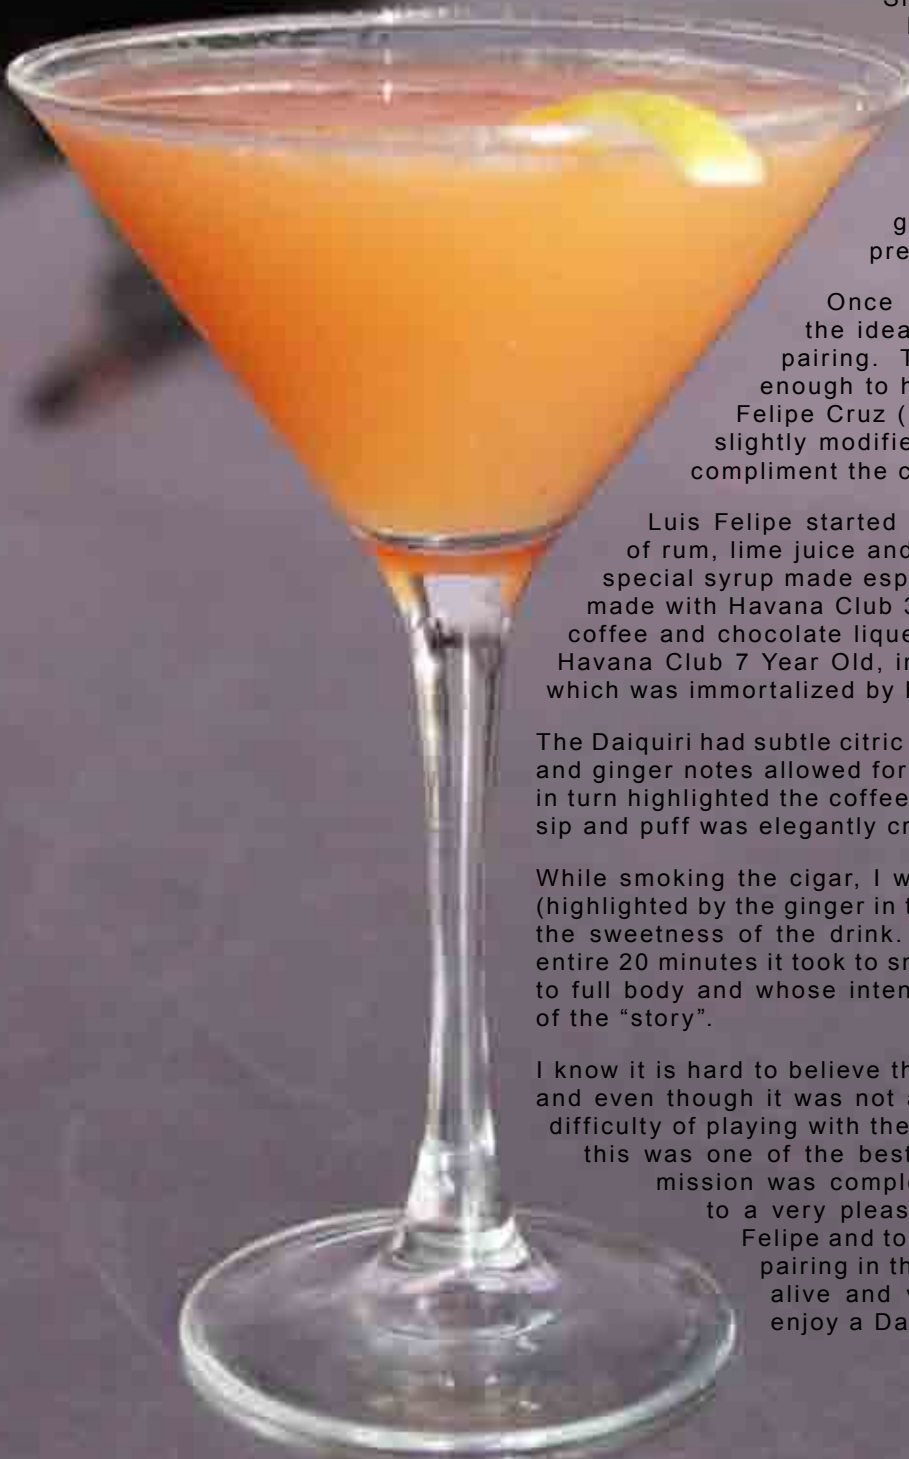 g
pre
Once
the idea
pairing. T
enough to h
Felipe Cruz (
slightly modifie
compliment the c
Luis Felipe started
of rum, lime juice and
special syrup made esp
made with Havana Club 3
coffee and chocolate lique
Havana Club 7 Year Old, in
which was immortalized by
The Daiquiri had subtle citric
and ginger notes allowed for
in turn highlighted the coffee
sip and puff was elegantly cr
While smoking the cigar, I w
(highlighted by the ginger in t
the sweetness of the drink.
entire 20 minutes it took to sm
to full body and whose inten
of the “story”.
I know it is hard to believe th
and even though it was not a
difficulty of playing with the
this was one of the best
mission was comple
to a very pleas
Felipe and to
pairing in th
alive and
enjoy a Da